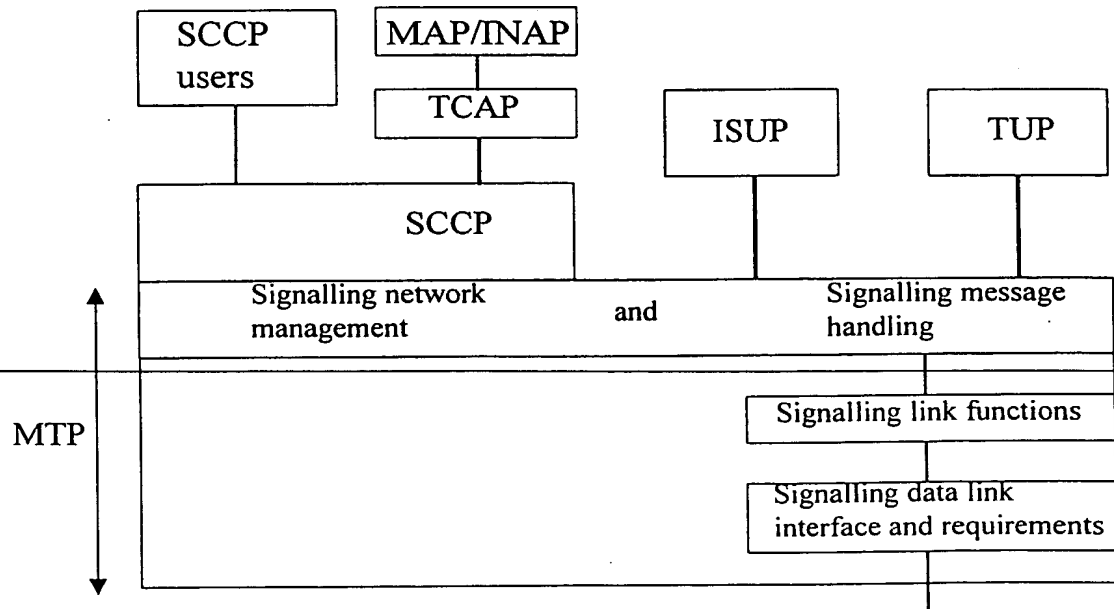 SCCP
users
MAP/INAP
TCAP
ISUP
TUP
SCCP
Signalling network
management
and
Signalling message
handling
MTP
Signalling link functions
Signalling data link
interface and requirements